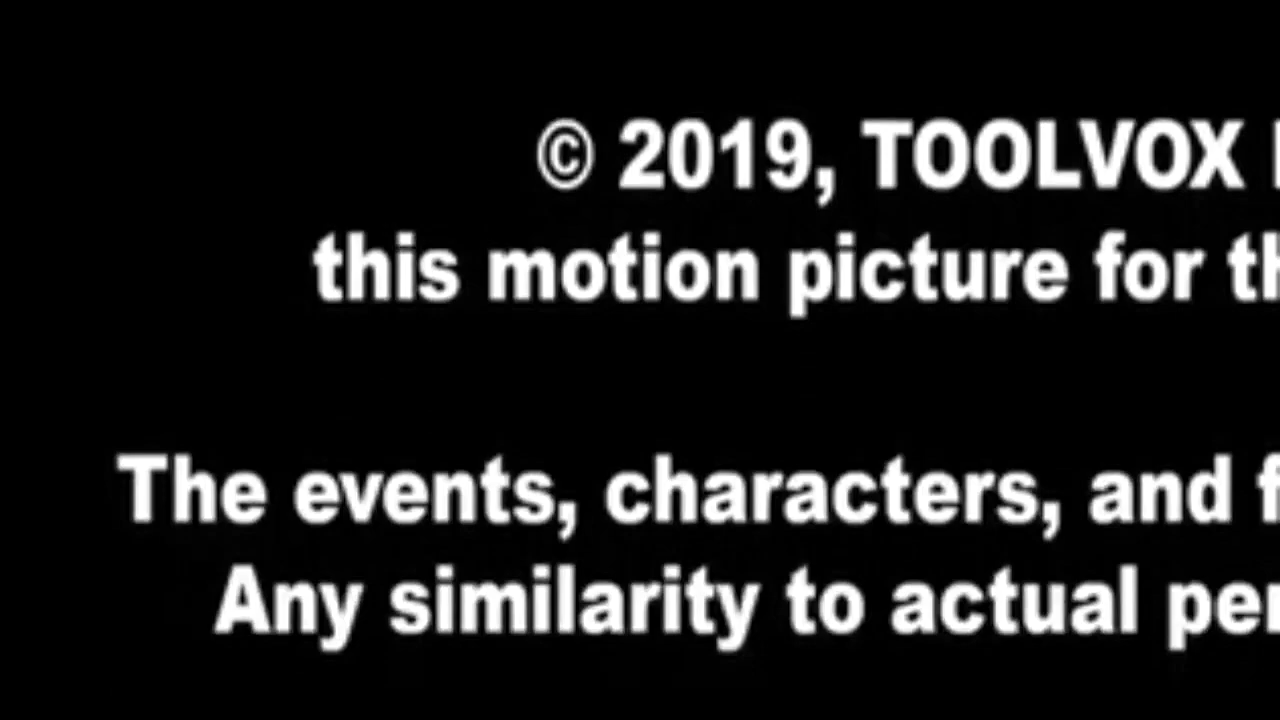 © 2019, TOOLVOX
this motion picture for
The events, characters, and
Any similarity to actual